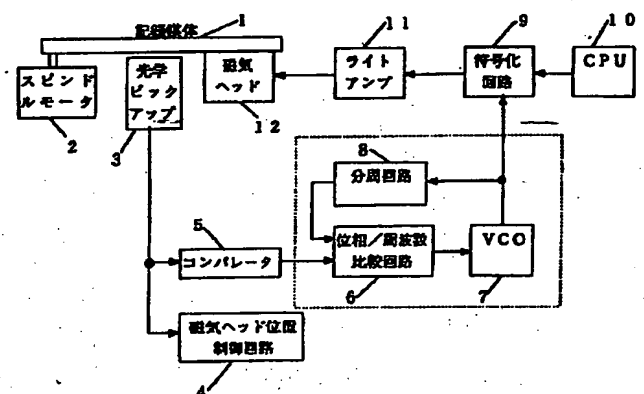 記録媒体
1
11
9
10
スピンド
ルモータ
光学
ピック
アップ
磁気
ヘッド
ライト
アンプ
符号化
回路
CPU
2
3
12
8
分周回路
5
コンパレータ
位相/周波数
比較回路
VCO
6
7
磁気ヘッド位置
制御回路
4